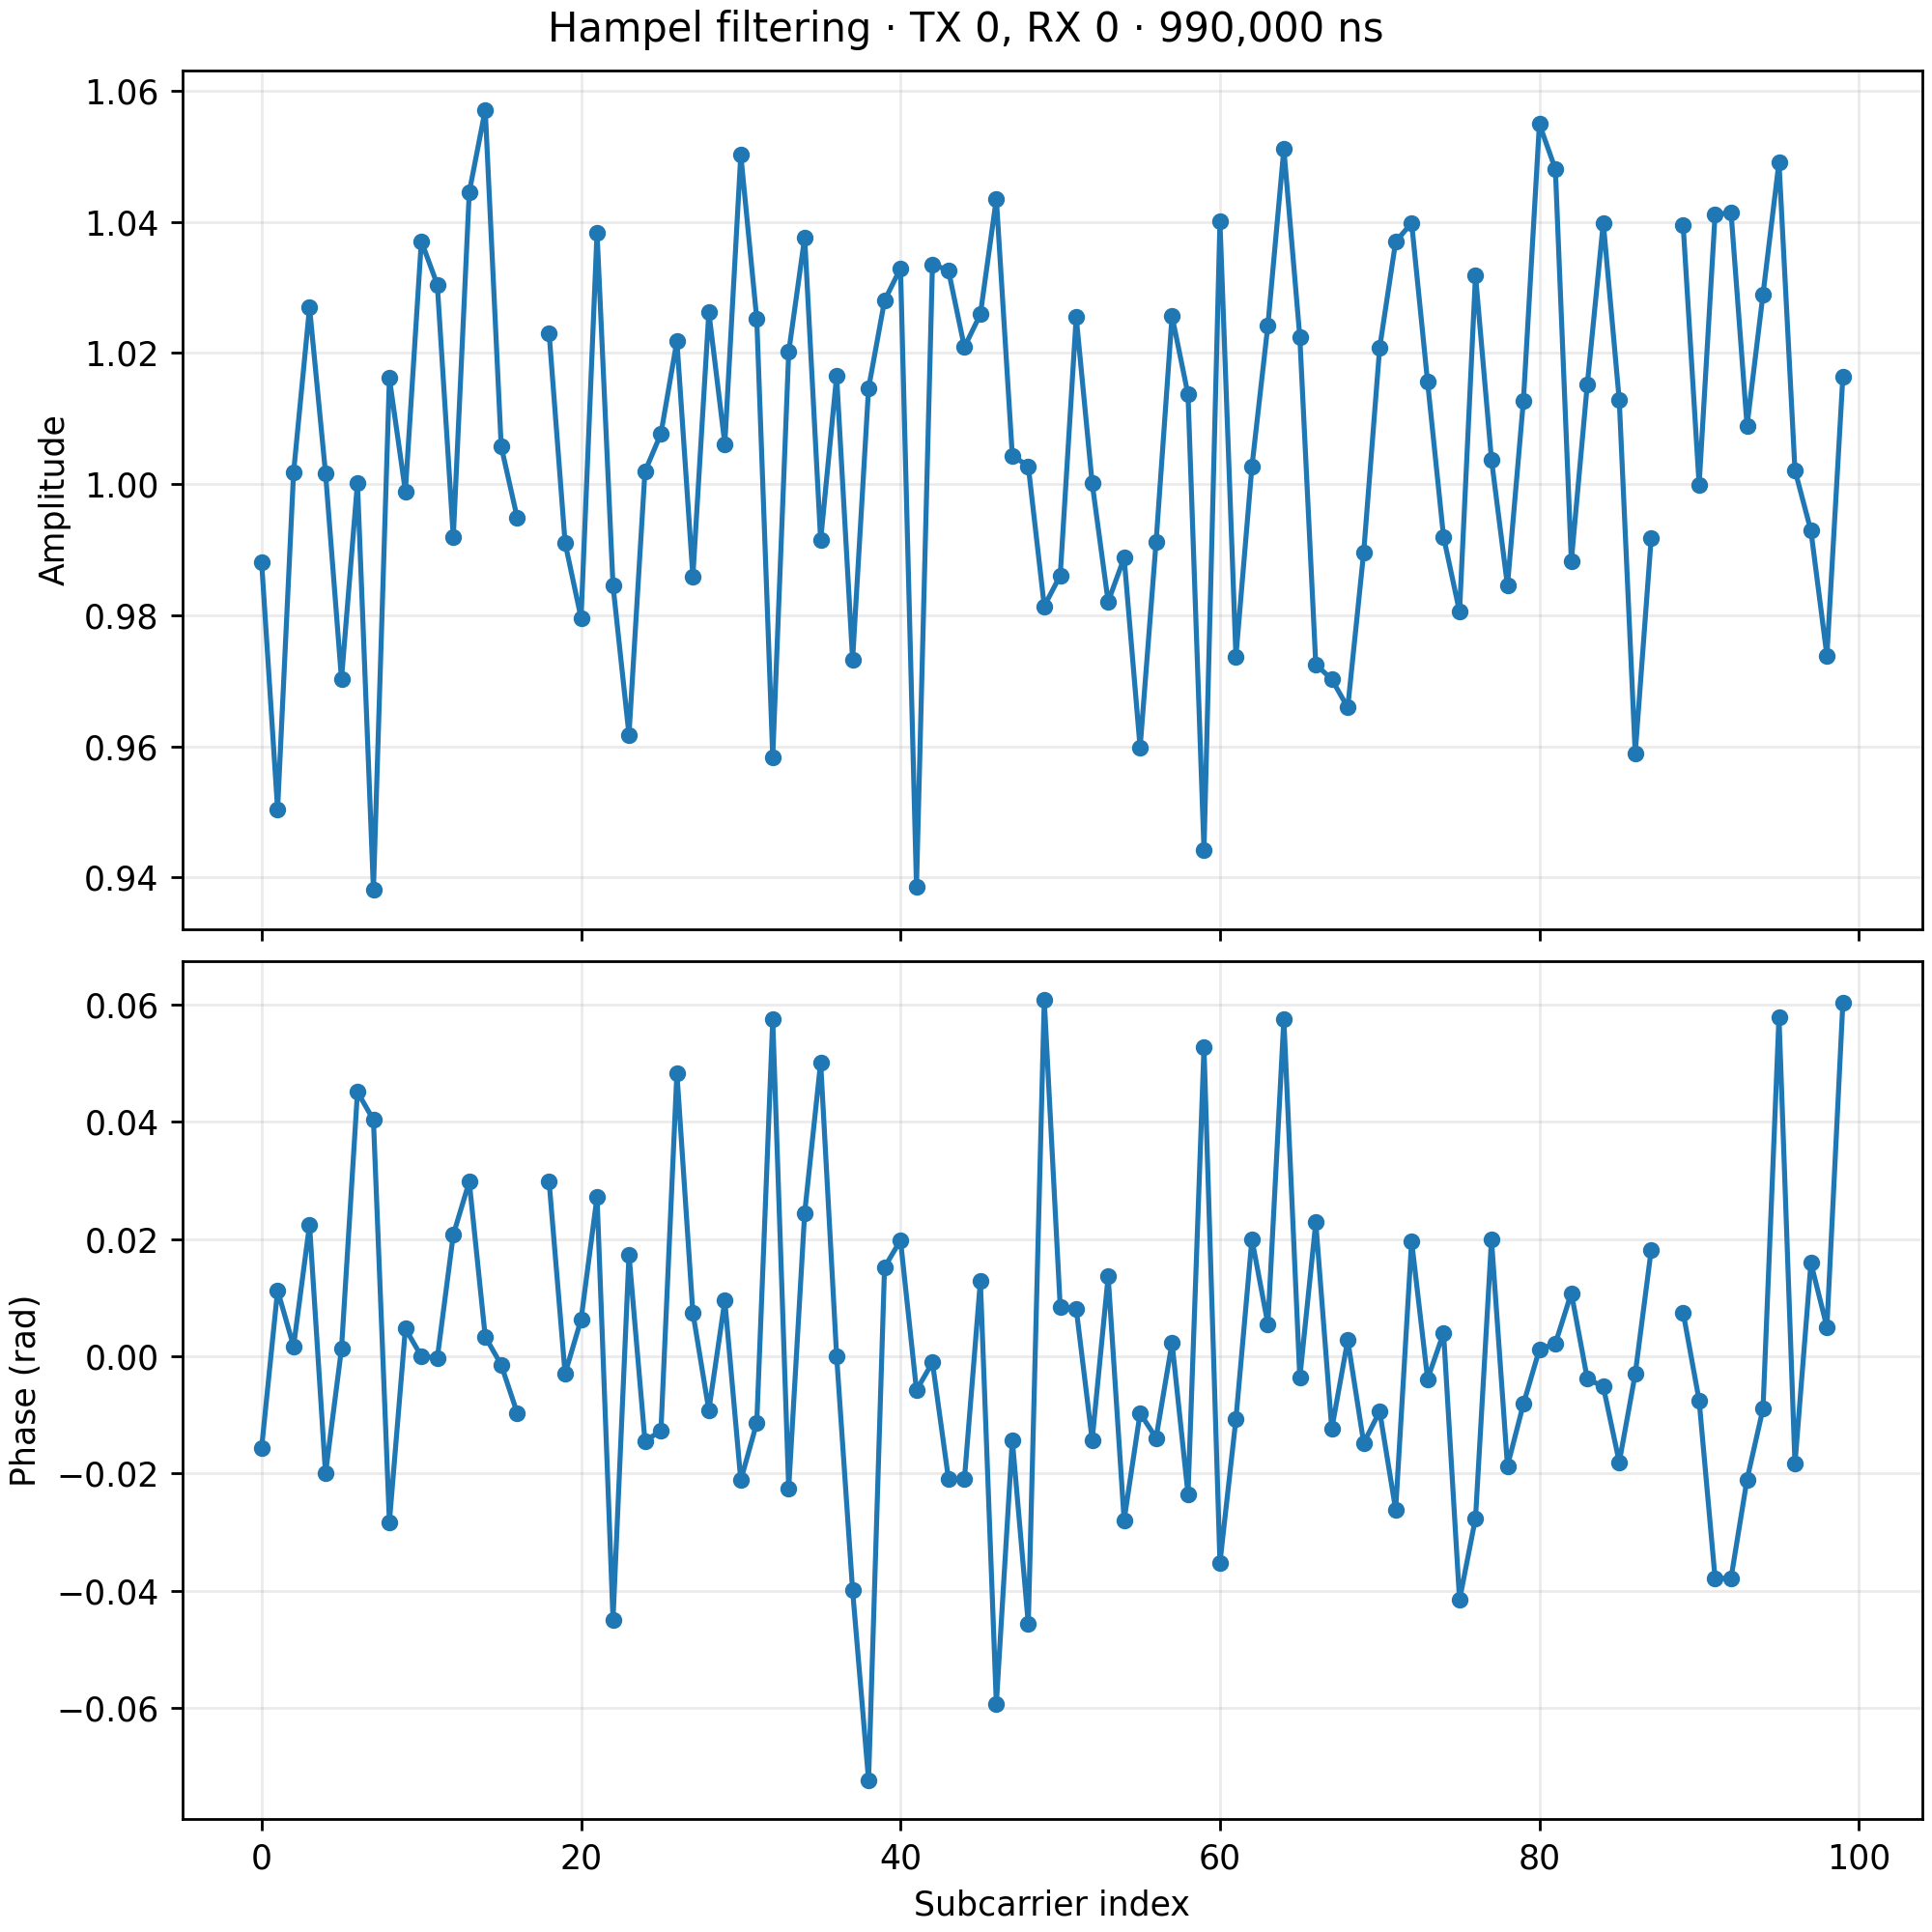 Hampel filtering · TX 0, RX 0 · 990,000 ns
1.06
1.04
1.02
1.00
0.98
0.96
0.94
Amplitude
0.06
0.04
0.02
0.00
−0.02
−0.04
−0.06
Phase (rad)
0 20 40 60 80 100
Subcarrier index